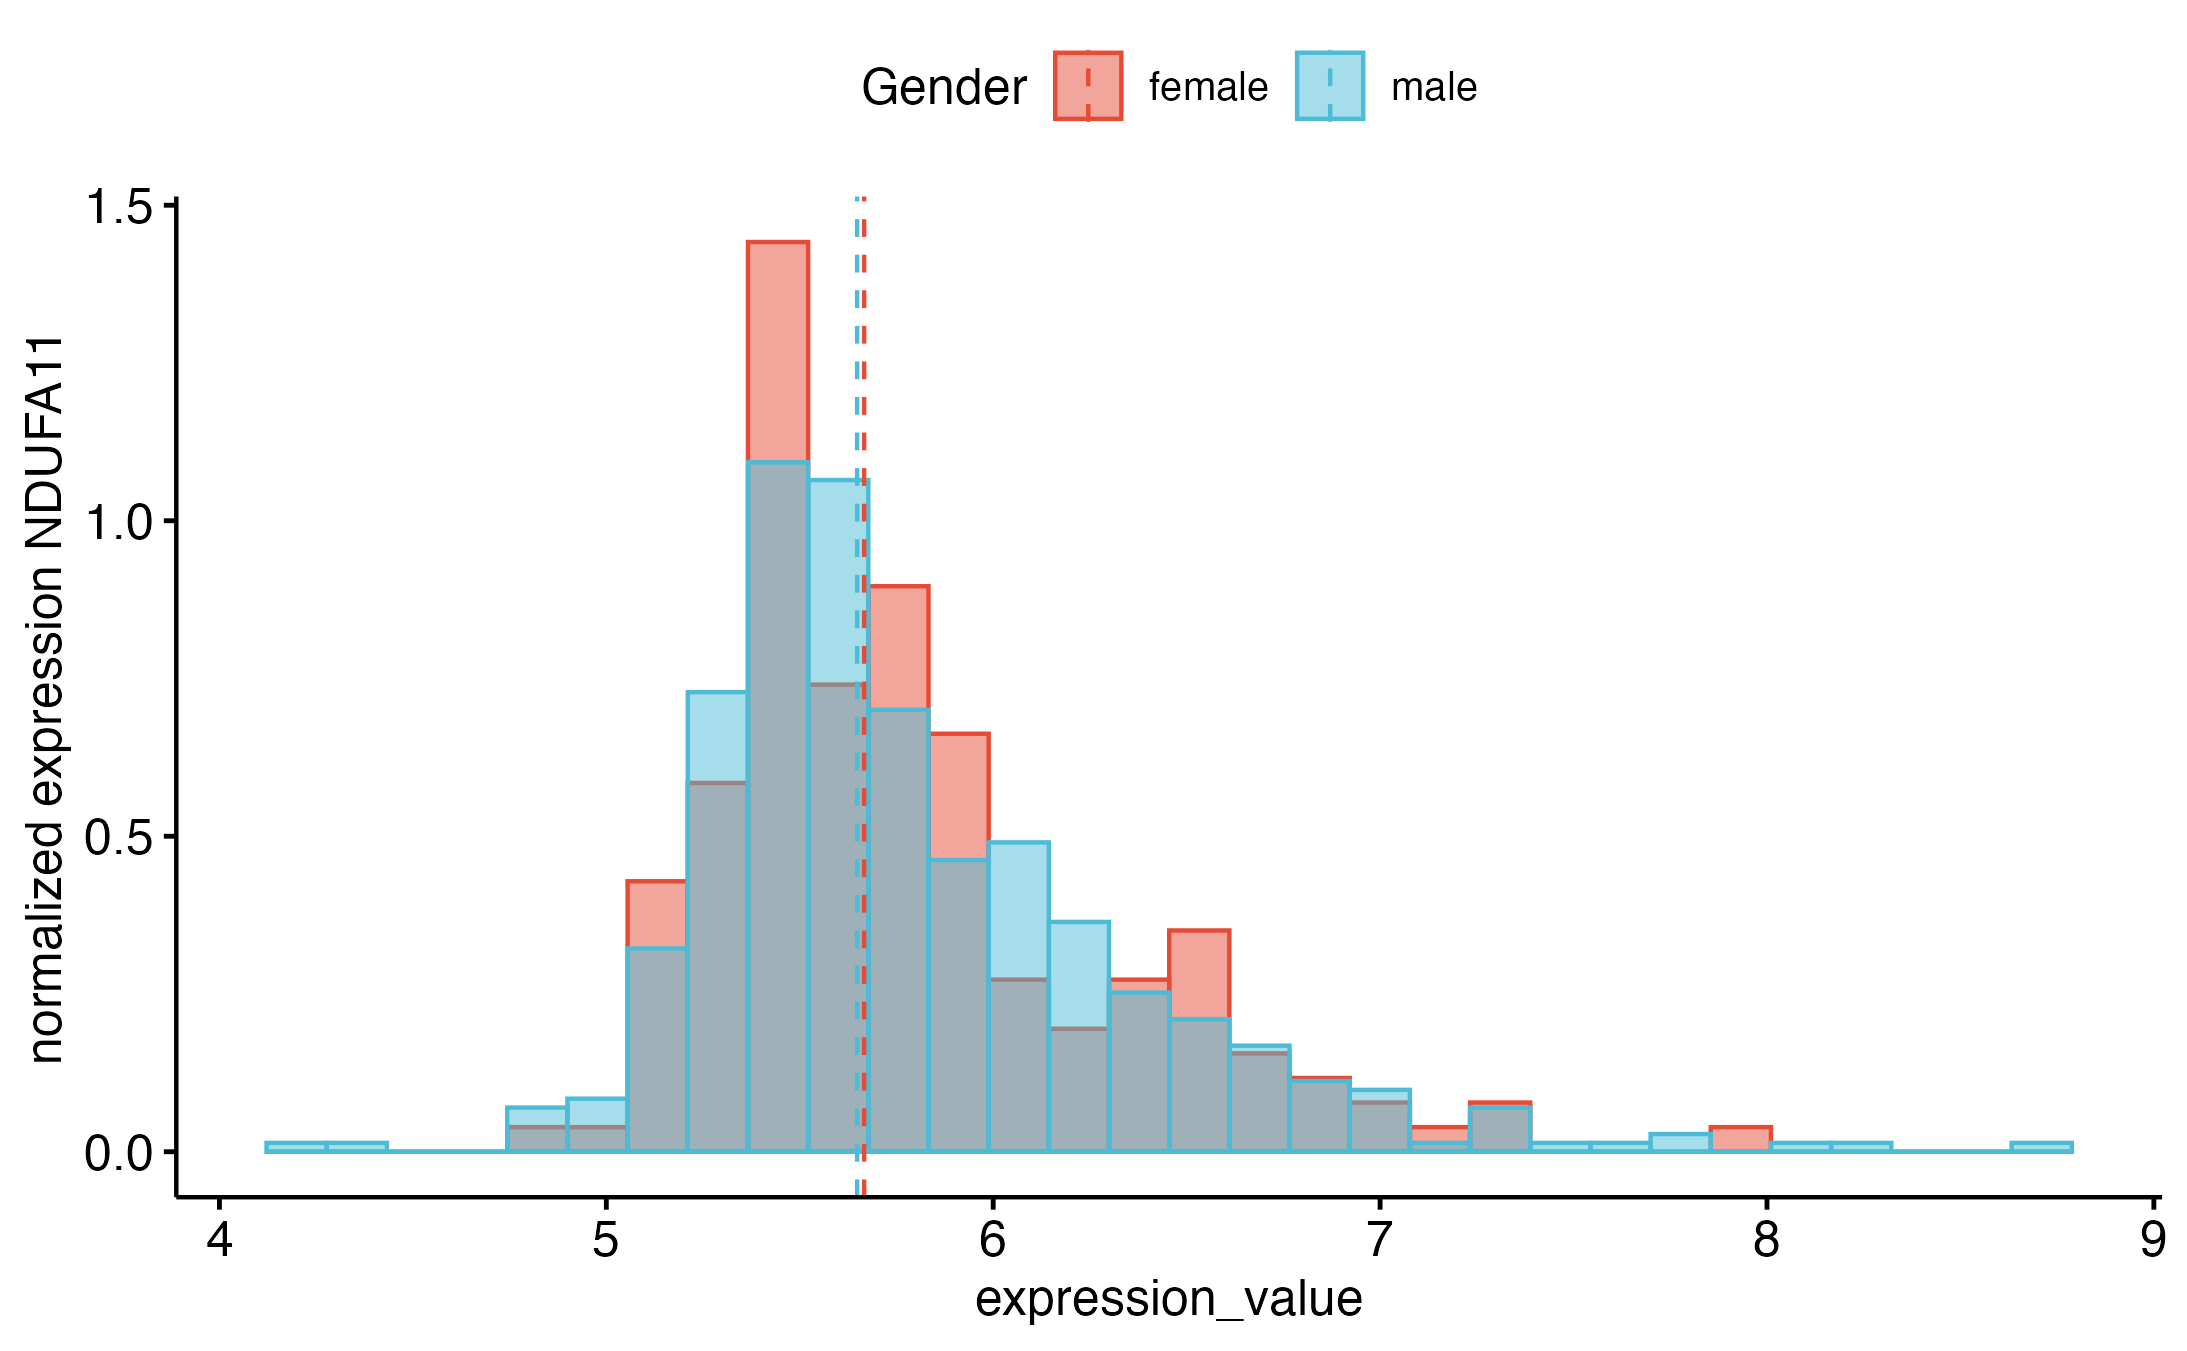 Gender female male
normalized expression NDUFA11
1.5
1.0
0.5
0.0
4 5 6 7 8 9
expression_value